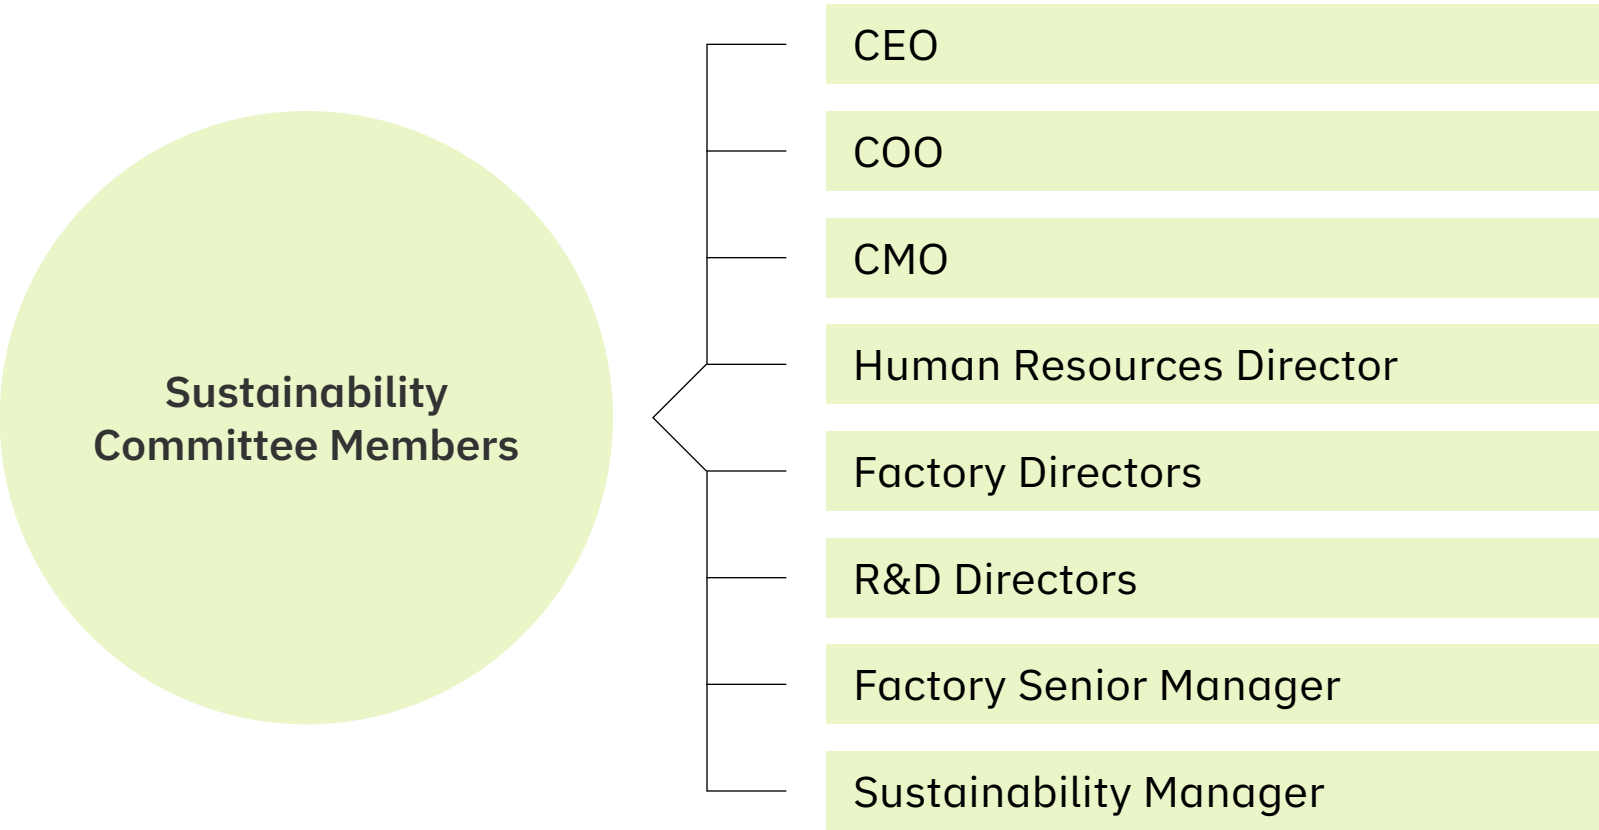 Sustainability
Committee Members
CEO
COO
CMO
Human Resources Director
Factory Directors
R&D Directors
Factory Senior Manager
Sustainability Manager